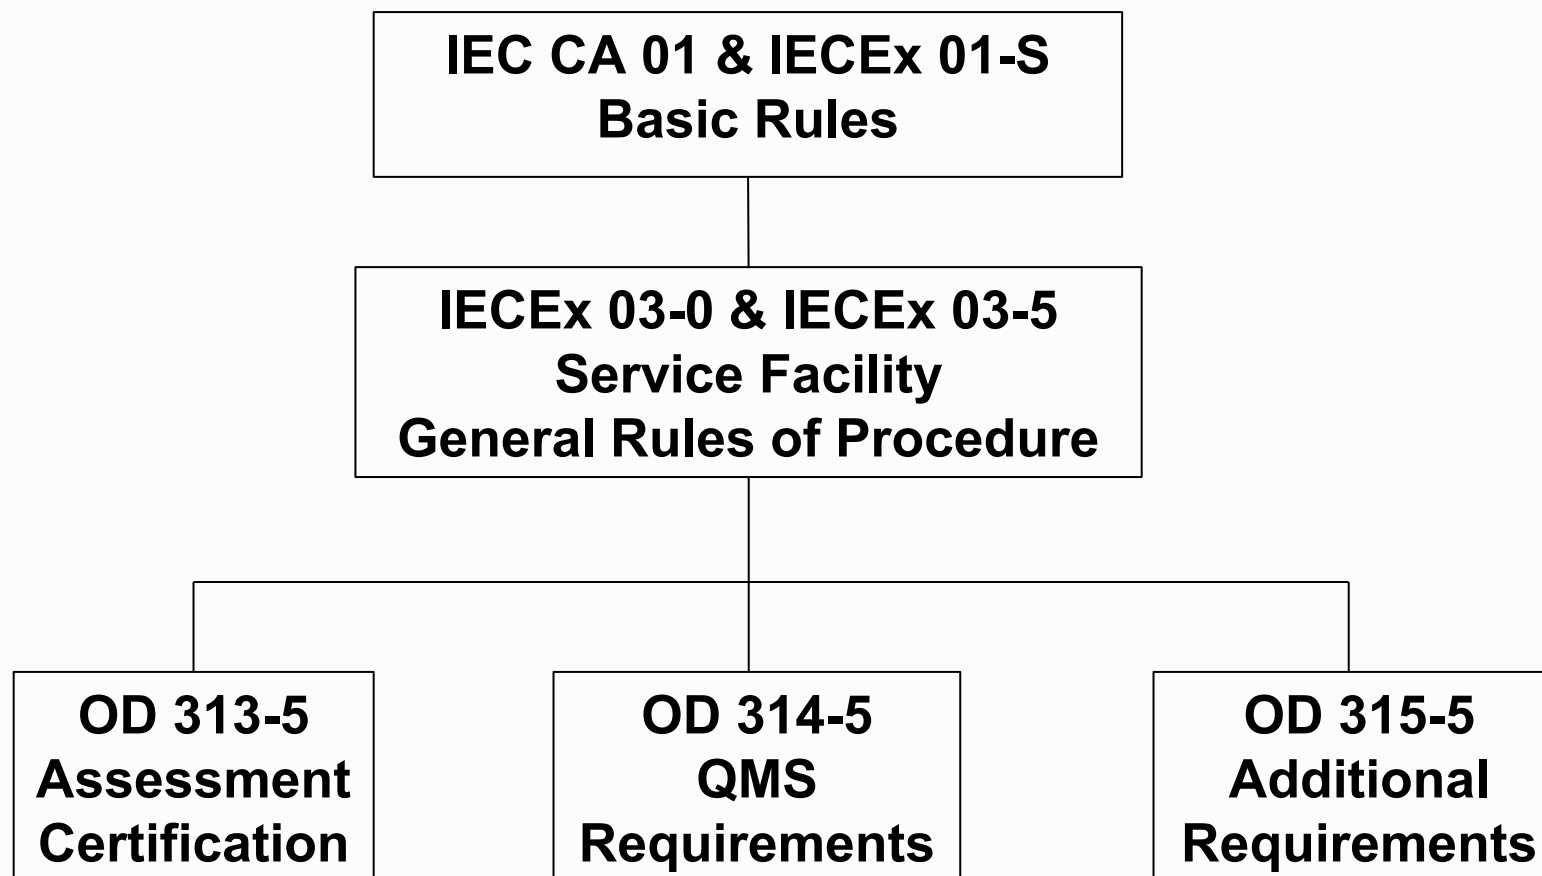 IEC CA 01 & IECEx 01-S
Basic Rules
IECEx 03-0 & IECEx 03-5
Service Facility
General Rules of Procedure
OD 313-5
Assessment
Certification
OD 314-5
QMS
Requirements
OD 315-5
Additional
Requirements